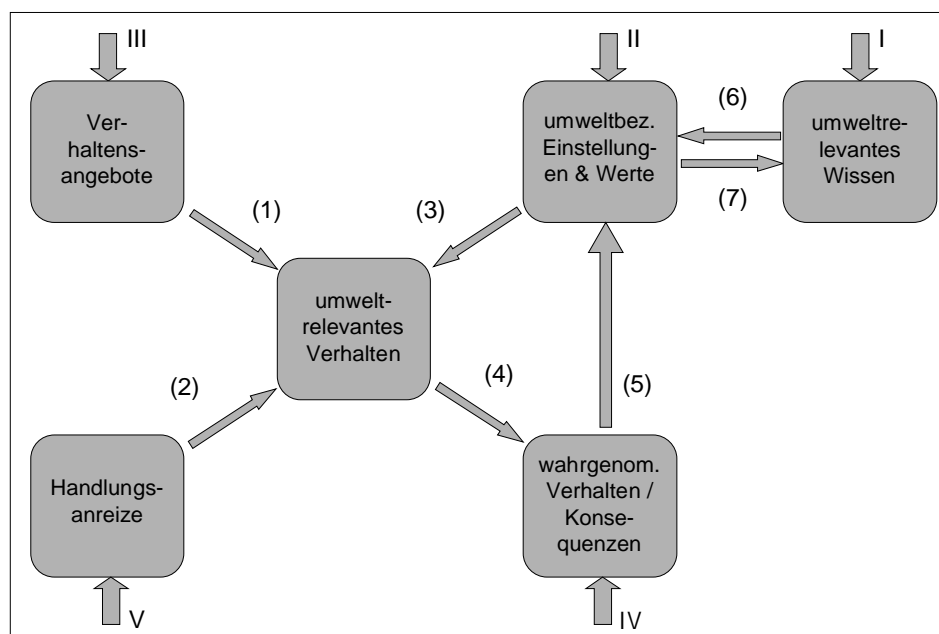 III
II
I
Ver-
haltens-
angebote
umweltbez.
Einstellung-
en & Werte
(6)
(7)
umweltre-
levantes
Wissen
(1)
(3)
umwelt-
relevantes
Verhalten
(2)
(4)
(5)
Handlungs-
anreize
wahrgenom.
Verhalten /
Konse-
quenzen
V
IV